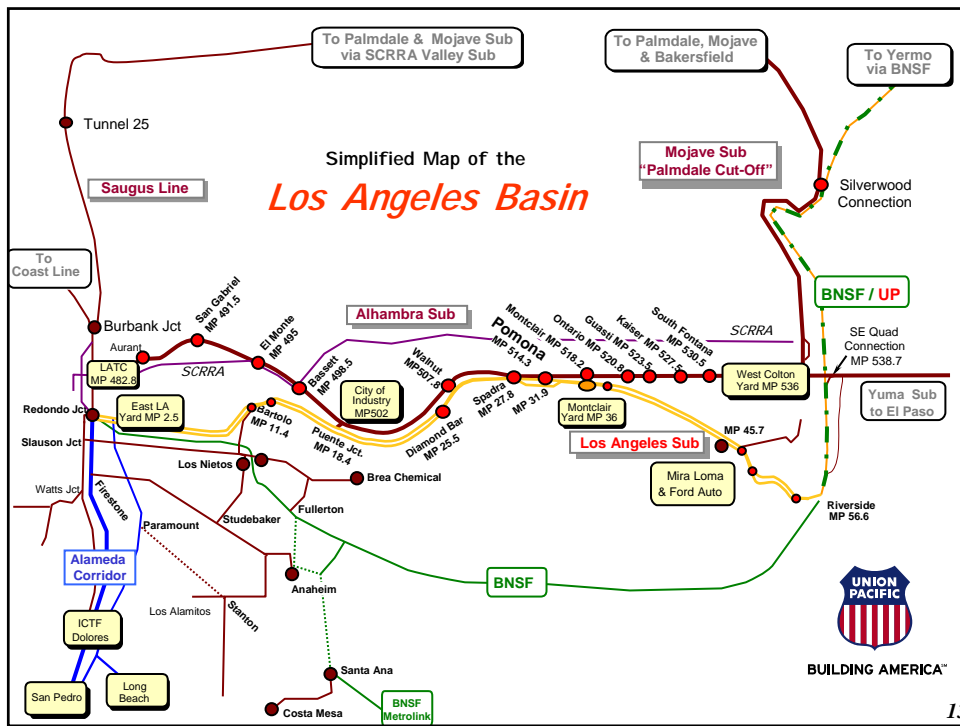 To Palmdale & Mojave Sub
via SCRRA Valley Sub
To Palmdale, Mojave
& Bakersfield
To Yermo
via BNSF
Tunnel 25
Simplified Map of the
Los Angeles Basin
Saugus Line
Mojave Sub
“Palmdale Cut-Off”
Silverwood
Connection
To
Coast Line
BNSF / UP
Burbank Jct
Aurant
San Gabriel
MP 491.5
El Monte
MP 495
Alhambra Sub
Bassett
MP 498.5
Walnut
MP507.8
Pomona
MP 514.3
Montclair
MP 518.2
Ontario
MP 520.8
Guasti
MP 523.5
Kaiser
MP 527.5
South Fontana
MP 530.5
SCRRA
SE Quad
Connection
MP 538.7
LATC
MP 482.8
SCRRA
City of
Industry
MP502
West Colton
Yard MP 536
Yuma Sub
to El Paso
Redondo Jct
East LA
Yard MP 2.5
Bartolo
MP 11.4
Puente Jct.
MP 18.4
Diamond Bar
MP 25.5
Spadra
MP 27.8
MP 31.9
Montclair
Yard MP 36
Los Angeles Sub
MP 45.7
Slauson Jct
Los Nietos
Brea Chemical
Mira Loma
& Ford Auto
Riverside
MP 56.6
Watts Jct
Firestone
Paramount
Studebaker
Fullerton
Alameda
Corridor
Anaheim
BNSF
Los Alamitos
Stanton
ICTF
Dolores
San Pedro
Long
Beach
Santa Ana
Costa Mesa
BNSF
Metrolink
UNION
PACIFIC
BUILDING AMERICA℠